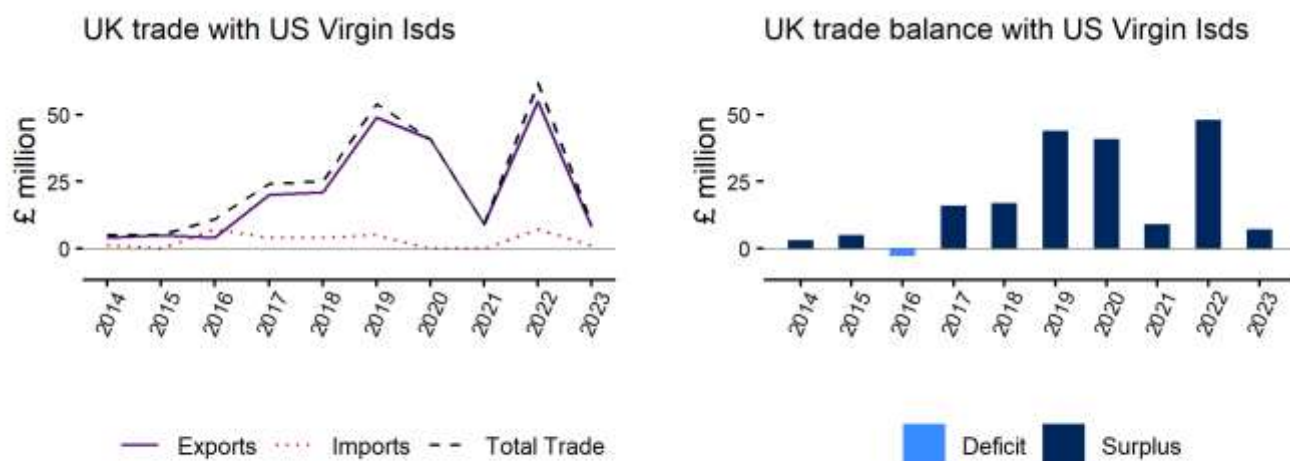 UK trade with US Virgin Isds
£ million
50
25
0
2014
2015
2016
2017
2018
2019
2020
2021
2022
2023
Exports
Imports
Total Trade
UK trade balance with US Virgin Isds
£ million
50
25
0
2014
2015
2016
2017
2018
2019
2020
2021
2022
2023
Deficit
Surplus